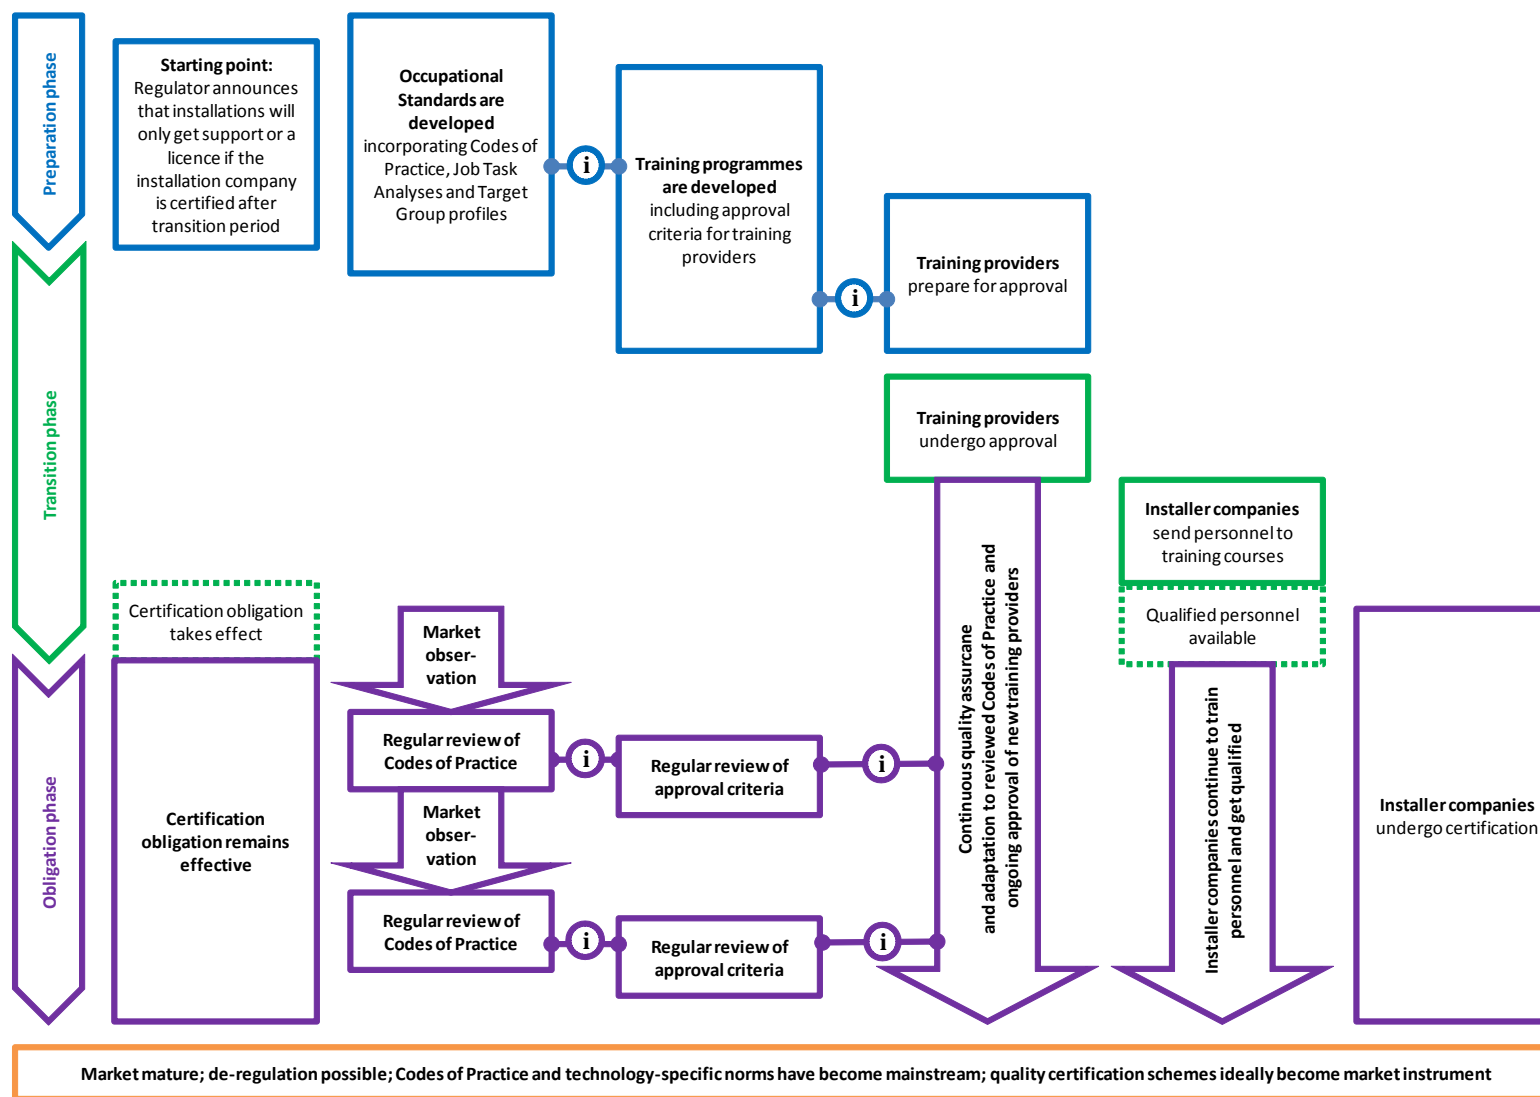 Preparation phase
Starting point:
Regulator announces
that installations will
only get support or a
licence if the
installation company
is certified after
transition period
Occupational
Standards are
developed
incorporating Codes of
Practice, Job Task
Analyses and Target
Group profiles
i
Training programmes
are developed
including approval
criteria for training
providers
i
Training providers
prepare for approval
Transition phase
Training providers
undergo approval
Installer companies
send personnel to
training courses
Certification obligation
takes effect
Qualified personnel
available
Obligation phase
Certification
obligation remains
effective
Market
obser-
vation
Regular review of
Codes of Practice
i
Regular review of
approval criteria
i
Market
obser-
vation
Regular review of
Codes of Practice
i
Regular review of
approval criteria
i
Continuous quality assurcane
and adaptation to reviewed Codes of Practice and
ongoing approval of new training providers
Installer companies continue to train
personnel and get qualified
Installer companies
undergo certification
Market mature; de-regulation possible; Codes of Practice and technology-specific norms have become mainstream; quality certification schemes ideally become market instrument